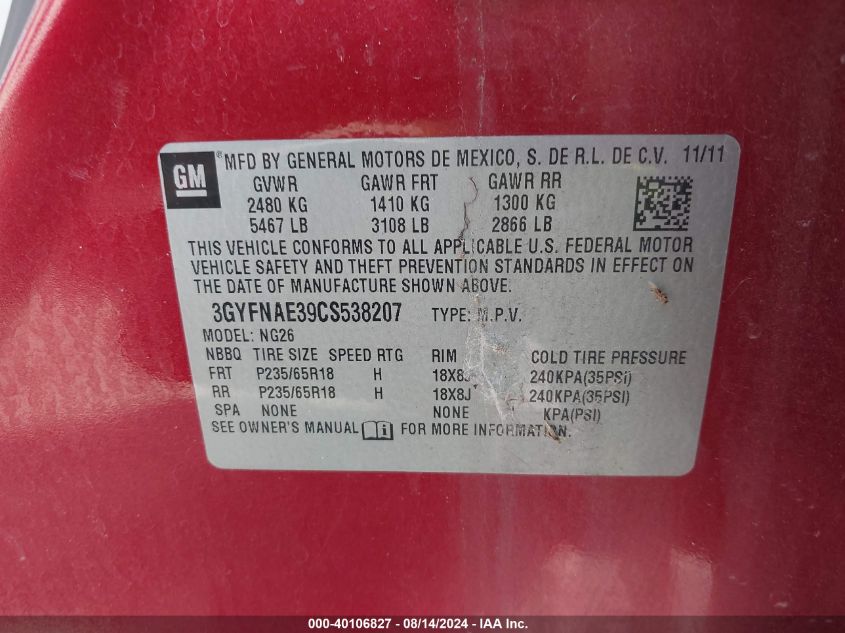 GM ® MFD BY GENERAL MOTORS DE MEXICO, S. DE R.L. DE C.V. 11/11
GVWR GAWR FRT GAWR RR
2480 KG 1410 KG 1300 KG
5467 LB 3108 LB 2866 LB
THIS VEHICLE CONFORMS TO ALL APPLICABLE U.S. FEDERAL MOTOR
VEHICLE SAFETY AND THEFT PREVENTION STANDARDS IN EFFECT ON
THE DATE OF MANUFACTURE SHOWN ABOVE.
3GYFNAE39CS538207 TYPE: M.P.V.
MODEL: NG26
NBBQ TIRE SIZE SPEED RTG RIM COLD TIRE PRESSURE
FRT P235/65R18 H 18X8J 240KPA(35PSI)
RR P235/65R18 H 18X8J 240KPA(35PSI)
SPA NONE NONE KPA(PSI)
SEE OWNER'S MANUAL FOR MORE INFORMATION.
000-40106827 - 08/14/2024 - IAA Inc.